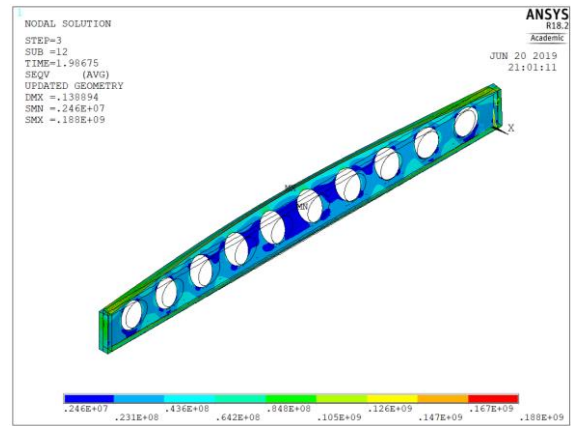 1
NODAL SOLUTION
STEP=3
SUB =12
TIME=1.98675
SEQV (AVG)
UPDATED GEOMETRY
DMX =.138894
SMN =.246E+07
SMX =.188E+09
ANSYS
R18.2
Academic
JUN 20 2019
21:01:11
X
MN
.246E+07 .436E+08 .848E+08 .126E+09 .167E+09
.231E+08 .642E+08 .105E+09 .147E+09 .188E+09